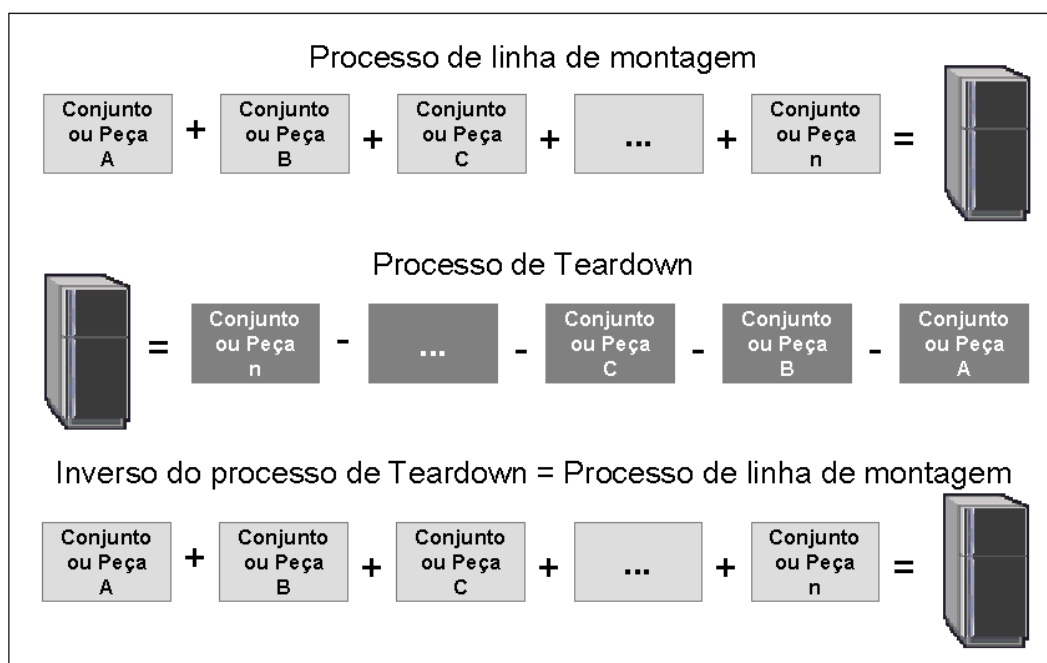 Processo de linha de montagem
Conjunto ou Peça A + Conjunto ou Peça B + Conjunto ou Peça C + ... + Conjunto ou Peça n =
Processo de Teardown
= Conjunto ou Peça n - ... - Conjunto ou Peça C - Conjunto ou Peça B - Conjunto ou Peça A
Inverso do processo de Teardown = Processo de linha de montagem
Conjunto ou Peça A + Conjunto ou Peça B + Conjunto ou Peça C + ... + Conjunto ou Peça n =